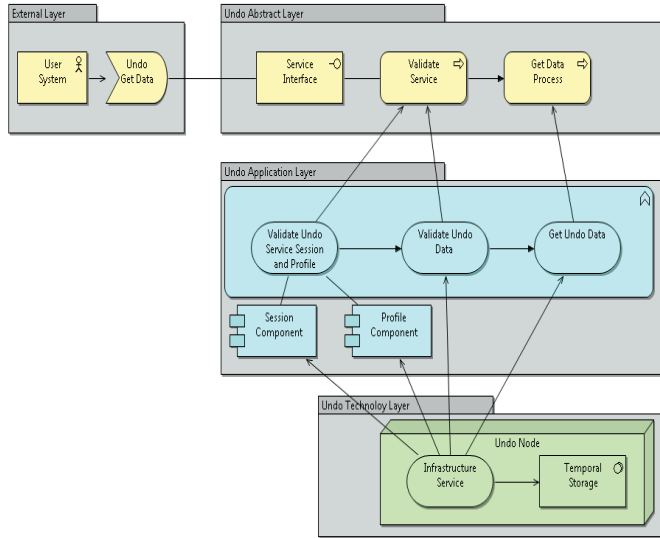 External Layer
User
System
Undo
Get Data
Undo Abstract Layer
Service
Interface
Validate
Service
Get Data
Process
Undo Application Layer
Validate Undo
Service Session
and Profile
Validate Undo
Data
Get Undo Data
Session
Component
Profile
Component
Undo Technoloy Layer
Undo Node
Infrastructure
Service
Temporal
Storage